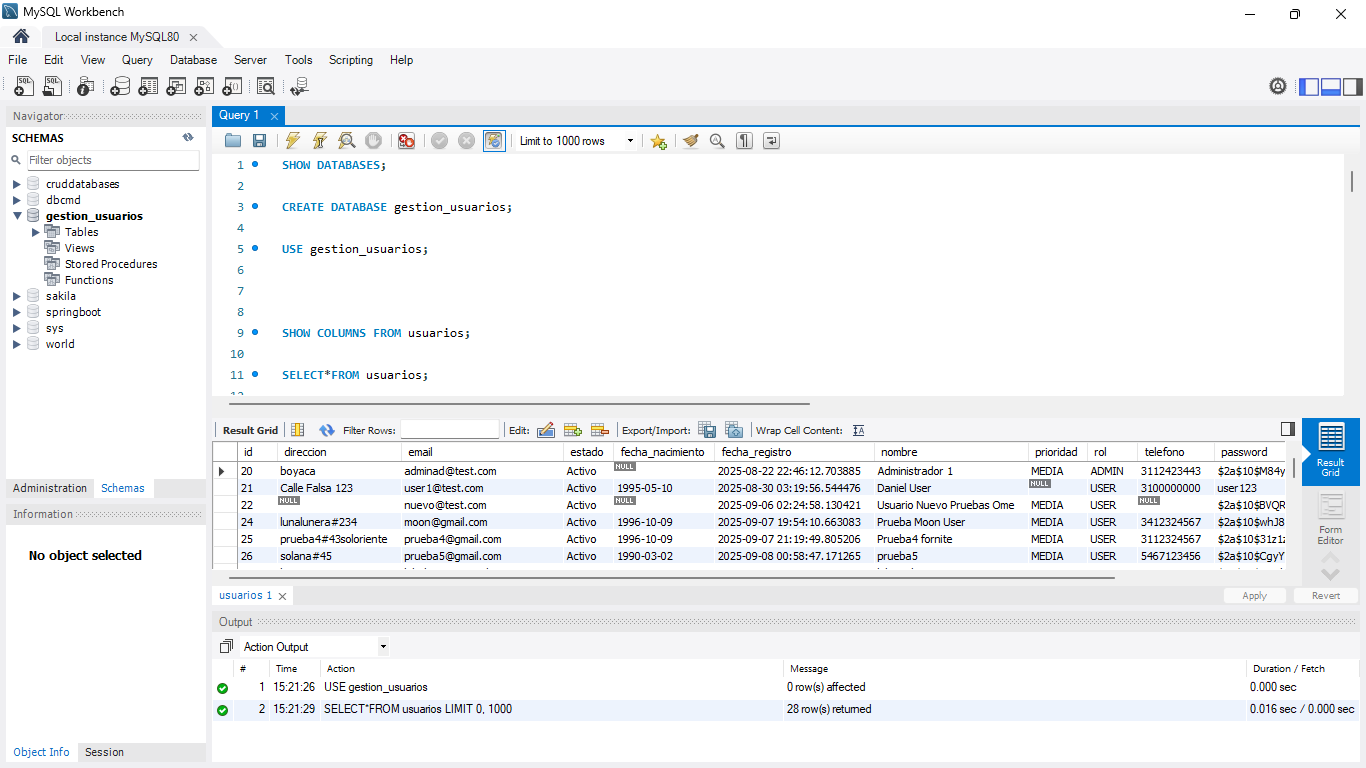 MySQL Workbench
Local instance MySQL80
File Edit View Query Database Server Tools Scripting Help
Navigator
SCHEMAS
Filter objects
cruddatabases
dbcmd
gestion_usuarios
Tables
Views
Stored Procedures
Functions
sakila
springboot
sys
world
Administration Schemas
Information
No object selected
Object Info Session
Query 1
Limit to 1000 rows
1 SHOW DATABASES;
2
3 CREATE DATABASE gestion_usuarios;
4
5 USE gestion_usuarios;
6
7
8
9 SHOW COLUMNS FROM usuarios;
10
11 SELECT*FROM usuarios;
Result Grid Filter Rows: Edit: Export/Import: Wrap Cell Content:
id direccion email estado fecha_nacimiento fecha_registro nombre prioridad rol telefono password
20 boyaca adminad@test.com Activo NULL 2025-08-22 22:46:12.703885 Administrador 1 MEDIA ADMIN 3112423443 $2a$10$M84y
21 Calle Falsa 123 user1@test.com Activo 1995-05-10 2025-08-30 03:19:56.544476 Daniel User NULL USER 3100000000 user123
22 NULL nuevo@test.com Activo NULL 2025-09-06 02:24:58.130421 Usuario Nuevo Pruebas Ome MEDIA USER NULL $2a$10$BVQR
24 lunalunera#234 moon@gmail.com Activo 1996-10-09 2025-09-07 19:54:10.663083 Prueba Moon User MEDIA USER 3412324567 $2a$10$whJ8
25 prueba4#43soloriente prueba4@gmail.com Activo 1996-10-09 2025-09-07 21:19:49.805206 Prueba4 fornite MEDIA USER 3112324567 $2a$10$31z1
26 solana#45 prueba5@gmail.com Activo 1990-03-02 2025-09-08 00:58:47.171265 prueba5 MEDIA USER 5467123456 $2a$10$CgyY
Result
Grid
Form
Editor
usuarios 1
Apply Revert
Output
Action Output
# Time Action Message Duration / Fetch
1 15:21:26 USE gestion_usuarios 0 row(s) affected 0.000 sec
2 15:21:29 SELECT*FROM usuarios LIMIT 0, 1000 28 row(s) returned 0.016 sec / 0.000 sec